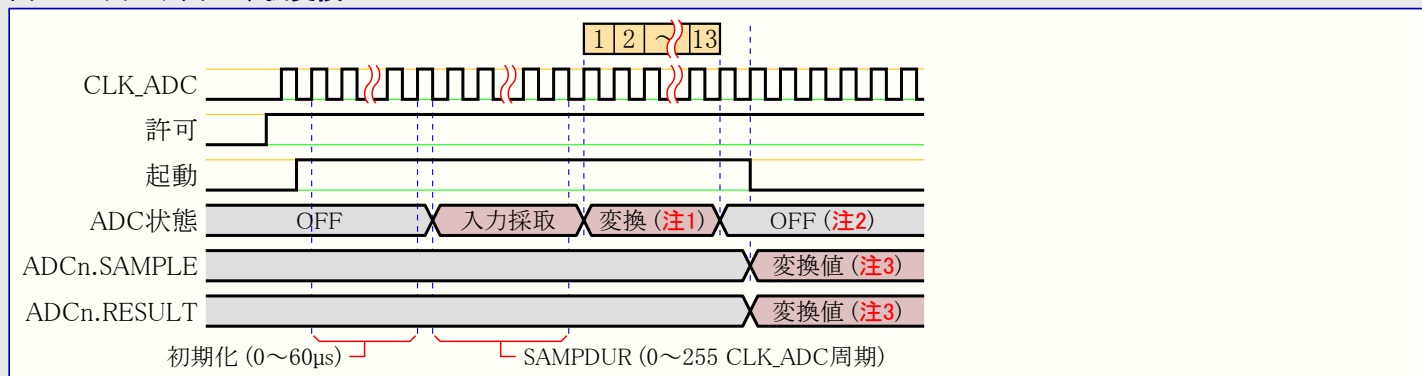 1 2 ～ 13
CLK_ADC
許可
起動
ADC状態 OFF 入力採取 変換 (注1) OFF (注2)
ADCn.SAMPLE 変換値 (注3)
ADCn.RESULT 変換値 (注3)
初期化 (0～60µs) SAMPDUR (0～255 CLK_ADC周期)